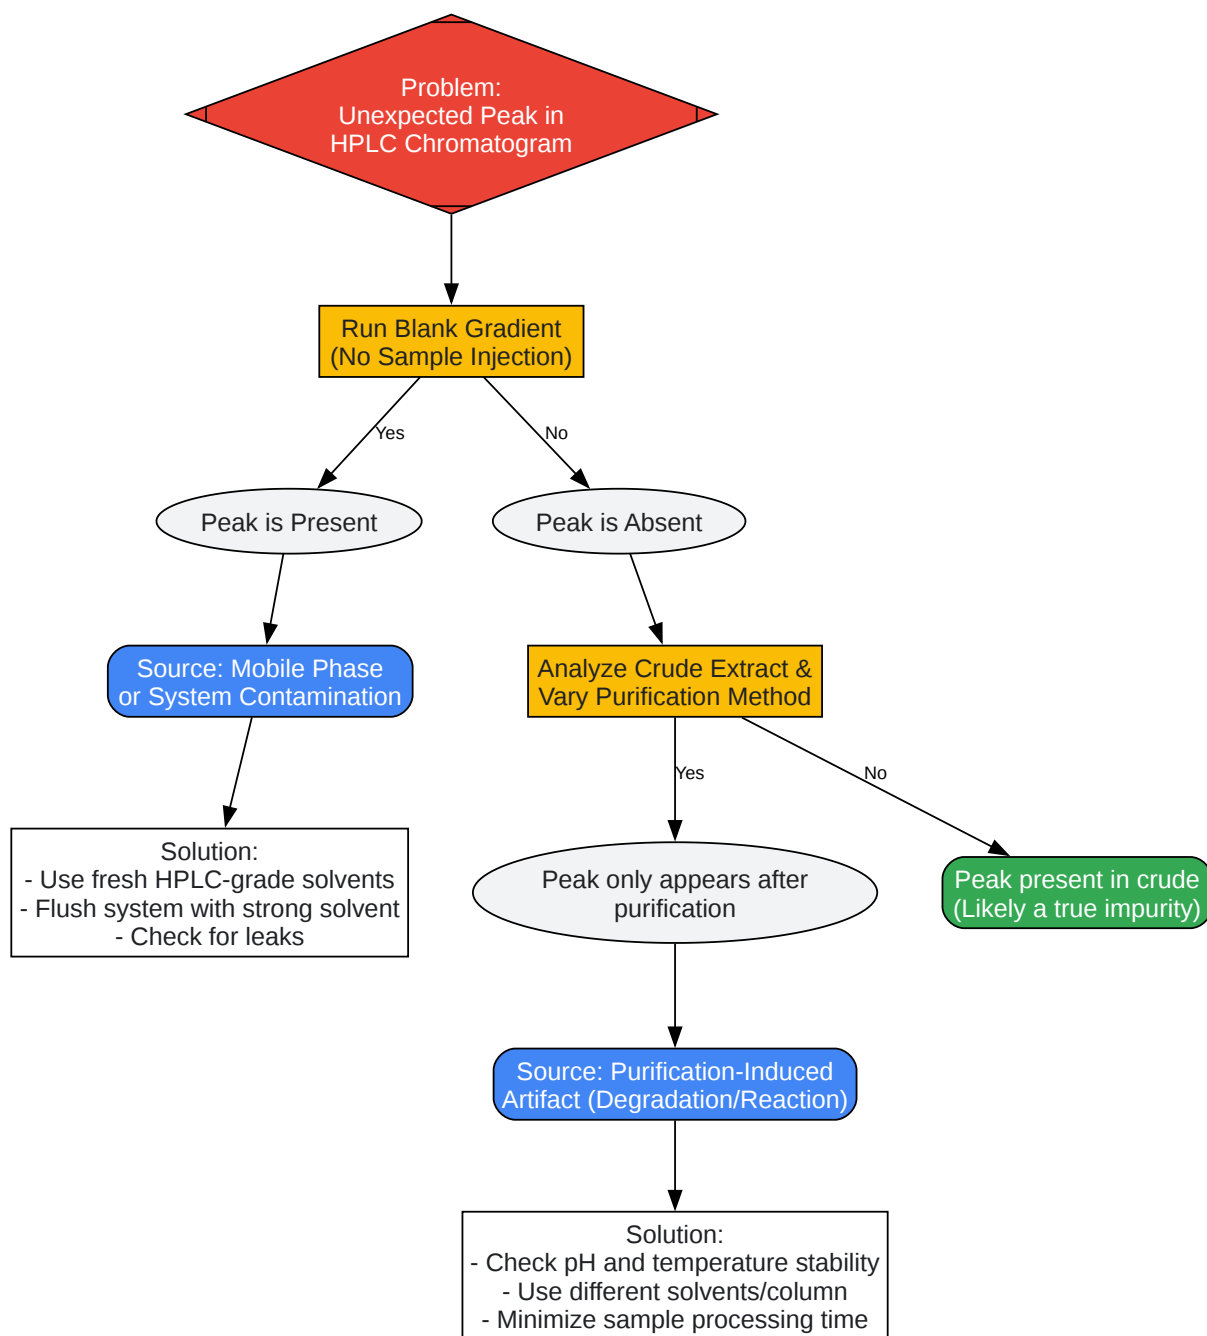 Problem:
Unexpected Peak in
HPLC Chromatogram
Run Blank Gradient
(No Sample Injection)
Yes
No
Peak is Present
Peak is Absent
Source: Mobile Phase
or System Contamination
Analyze Crude Extract &
Vary Purification Method
Yes
No
Solution:
- Use fresh HPLC-grade solvents
- Flush system with strong solvent
- Check for leaks
Peak only appears after
purification
Peak present in crude
(Likely a true impurity)
Source: Purification-Induced
Artifact (Degradation/Reaction)
Solution:
- Check pH and temperature stability
- Use different solvents/column
- Minimize sample processing time